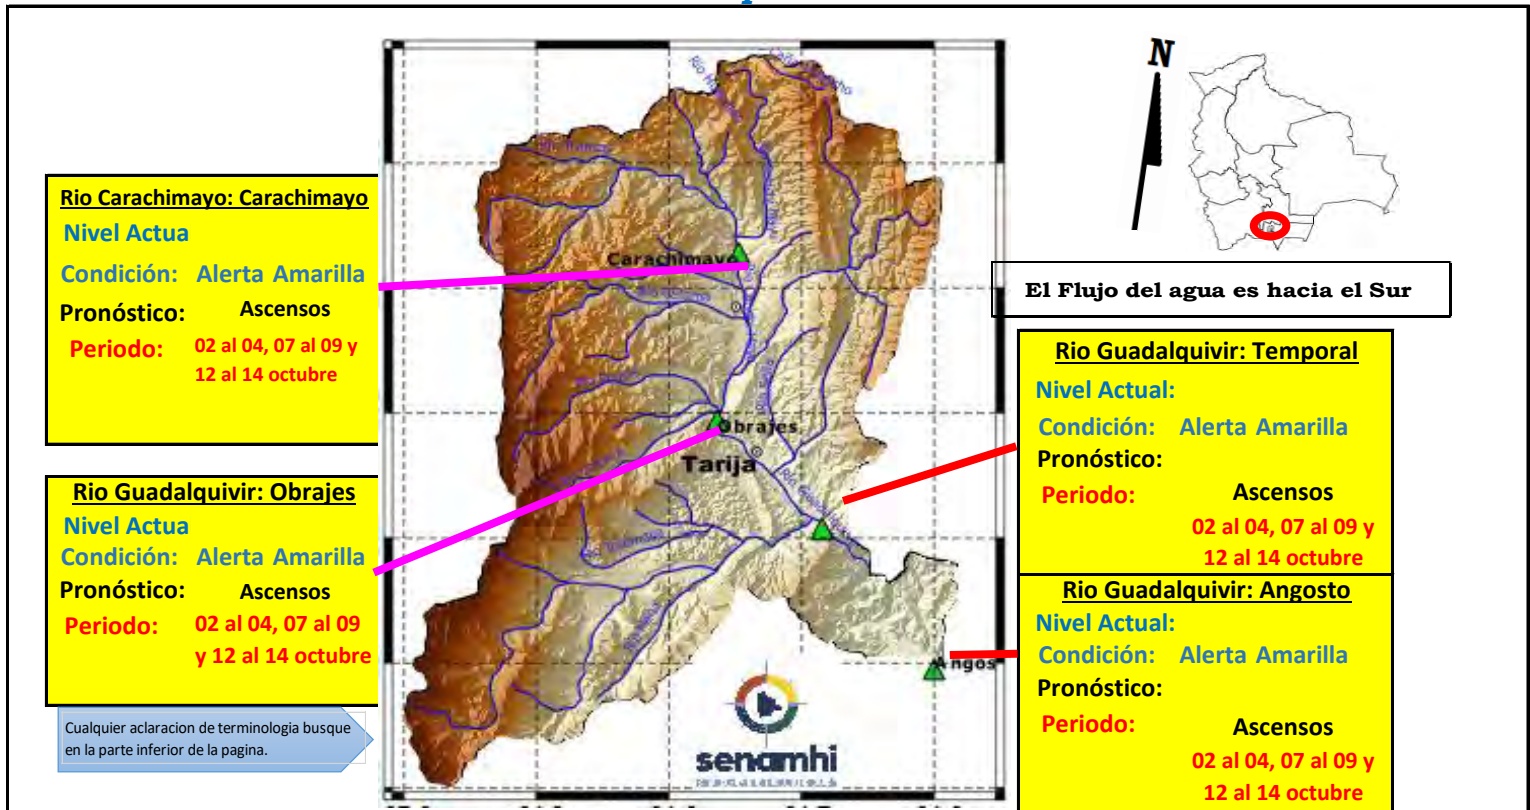 N
El Flujo del agua es hacia el Sur
Rio Carachimayo: Carachimayo
Nivel Actua
Condición: Alerta Amarilla
Pronóstico: Ascensos
Periodo: 02 al 04, 07 al 09 y
12 al 14 octubre
Rio Guadalquivir: Obrajes
Nivel Actua
Condición: Alerta Amarilla
Pronóstico: Ascensos
Periodo: 02 al 04, 07 al 09
y 12 al 14 octubre
Cualquier aclaracion de terminologia busque
en la parte inferior de la pagina.
Carachimayo
Obrajes
Tarija
Angos
senamhi
Rio Guadalquivir: Temporal
Nivel Actual:
Condición: Alerta Amarilla
Pronóstico:
Periodo: Ascensos
02 al 04, 07 al 09 y
12 al 14 octubre
Rio Guadalquivir: Angosto
Nivel Actual:
Condición: Alerta Amarilla
Pronóstico:
Periodo: Ascensos
02 al 04, 07 al 09 y
12 al 14 octubre